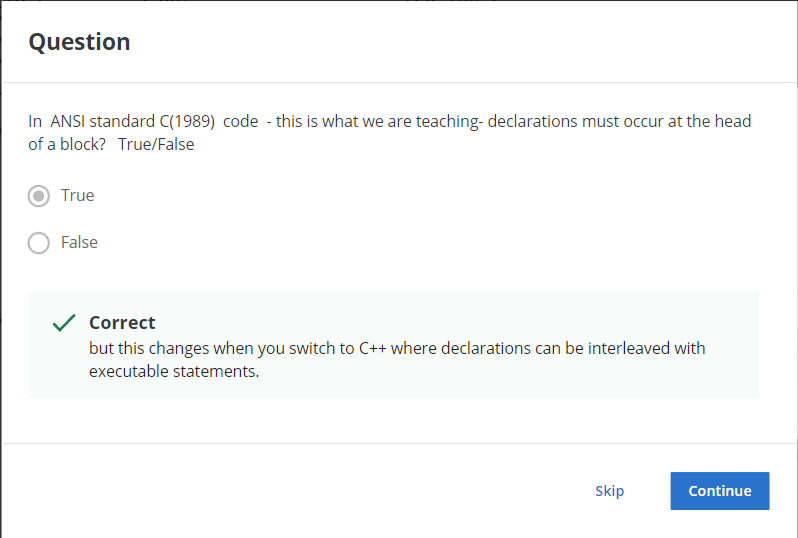 Question
In  ANSI standard C(1989)  code  - this is what we are teaching- declarations must occur at the head
of a block?   True/False
True
False
Correct
but this changes when you switch to C++ where declarations can be interleaved with
executable statements.
Skip
Continue